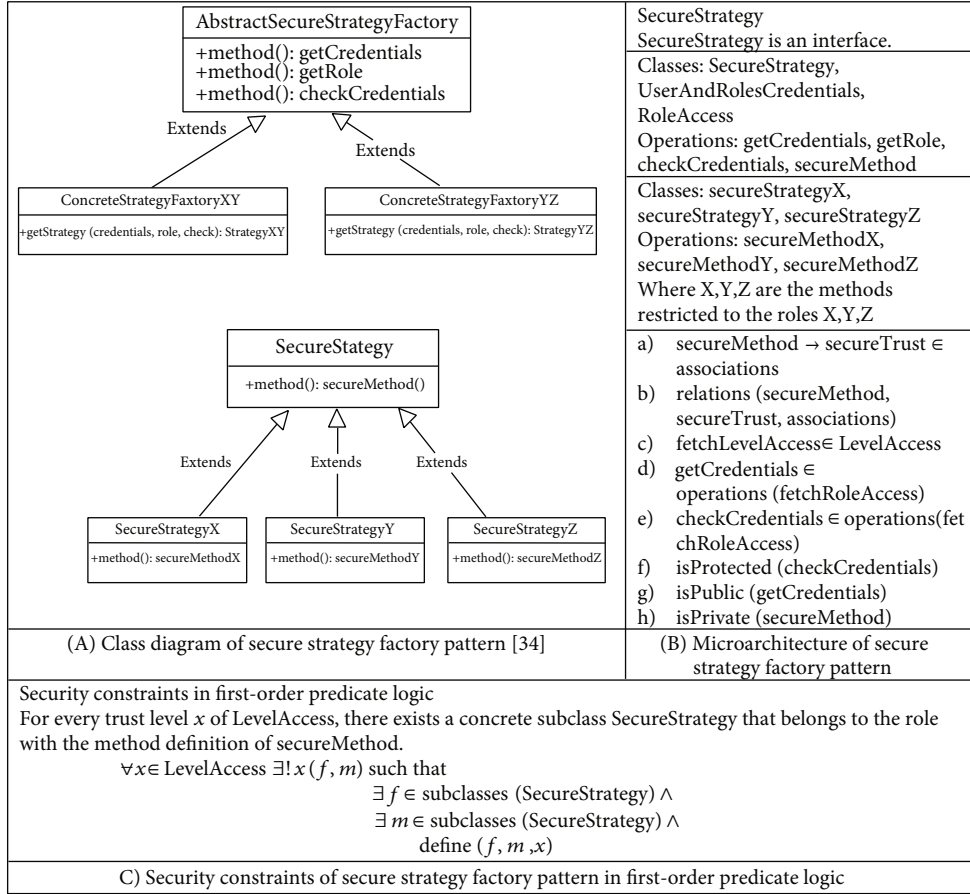 AbstractSecureStrategyFactory
+method(): getCredentials
+method(): getRole
+method(): checkCredentials
Extends
Extends
ConcreteStrategyFaxtoryXY
+getStrategy (credentials, role, check): StrategyXY
ConcreteStrategyFaxtoryYZ
+getStrategy (credentials, role, check): StrategyYZ
SecureStategy
+method(): secureMethod()
Extends
Extends
Extends
SecureStrategyX
+method(): secureMethodX
SecureStrategyY
+method(): secureMethodY
SecureStrategyZ
+method(): secureMethodZ
(A) Class diagram of secure strategy factory pattern [34]
SecureStrategy
SecureStrategy is an interface.
Classes: SecureStrategy,
UserAndRolesCredentials,
RoleAccess
Operations: getCredentials, getRole,
checkCredentials, secureMethod
Classes: secureStrategyX,
secureStrategyY, secureStrategyZ
Operations: secureMethodX,
secureMethodY, secureMethodZ
Where X,Y,Z are the methods
restricted to the roles X,Y,Z
a) secureMethod → secureTrust ∈
associations
b) relations (secureMethod,
secureTrust, associations)
c) fetchLevelAccess∈ LevelAccess
d) getCredentials ∈
operations (fetchRoleAccess)
e) checkCredentials ∈ operations(fet
chRoleAccess)
f) isProtected (checkCredentials)
g) isPublic (getCredentials)
h) isPrivate (secureMethod)
(B) Microarchitecture of secure
strategy factory pattern
Security constraints in first-order predicate logic
For every trust level x of LevelAccess, there exists a concrete subclass SecureStrategy that belongs to the role
with the method definition of secureMethod.
∀x∈ LevelAccess ∃! x (f, m) such that
∃ f ∈ subclasses (SecureStrategy) ∧
∃ m ∈ subclasses (SecureStrategy) ∧
define (f, m ,x)
C) Security constraints of secure strategy factory pattern in first-order predicate logic